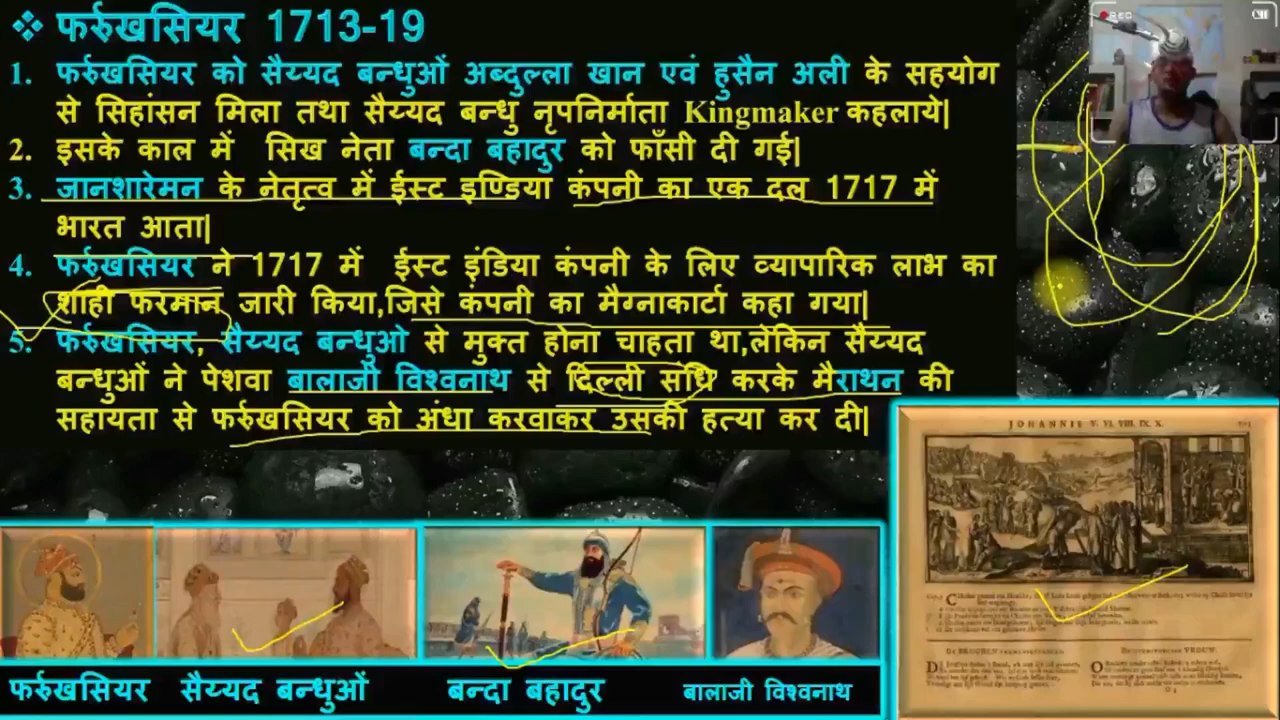 ❖ फर्रुखसियर 1713-19
1. फर्रुखसियर को सैय्यद बन्धुओं अब्दुल्ला खान एवं हुसैन अली के सहयोग
से सिहांसन मिला तथा सैय्यद बन्धु नृपनिर्माता Kingmaker कहलाये|
2. इसके काल में सिख नेता बन्दा बहादुर को फाँसी दी गई|
3. जानशारेमन के नेतृत्व में ईस्ट इण्डिया कंपनी का एक दल 1717 में
भारत आता|
4. फर्रुखसियर ने 1717 में ईस्ट इंडिया कंपनी के लिए व्यापारिक लाभ का
शाही फरमान जारी किया,जिसे कंपनी का मैग्नाकार्टा कहा गया|
5. फर्रुखसियर, सैय्यद बन्धुओ से मुक्त होना चाहता था,लेकिन सैय्यद
बन्धुओं ने पेशवा बालाजी विश्वनाथ से दिल्ली संधि करके मैराथन की
सहायता से फर्रुखसियर को अंधा करवाकर उसकी हत्या कर दी|
फर्रुखसियर
सैय्यद बन्धुओं
बन्दा बहादुर
बालाजी विश्वनाथ
REC
JOHANNIS V. VI. VIII. IX. X.